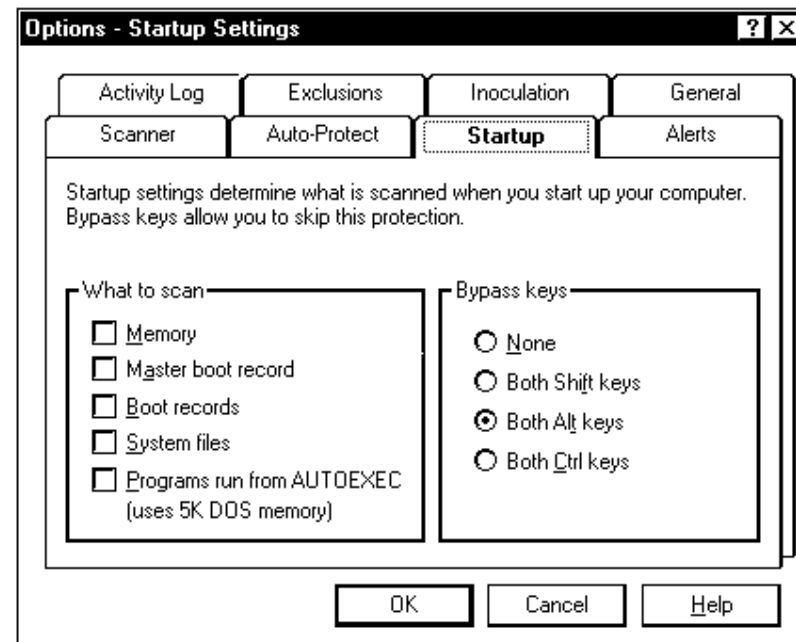 Options - Startup Settings
Activity Log Exclusions Inoculation General
Scanner Auto-Protect Startup Alerts
Startup settings determine what is scanned when you start up your computer.
Bypass keys allow you to skip this protection.
What to scan
Memory
Master boot record
Boot records
System files
Programs run from AUTOEXEC
(uses 5K DOS memory)
Bypass keys
None
Both Shift keys
Both Alt keys
Both Ctrl keys
OK Cancel Help